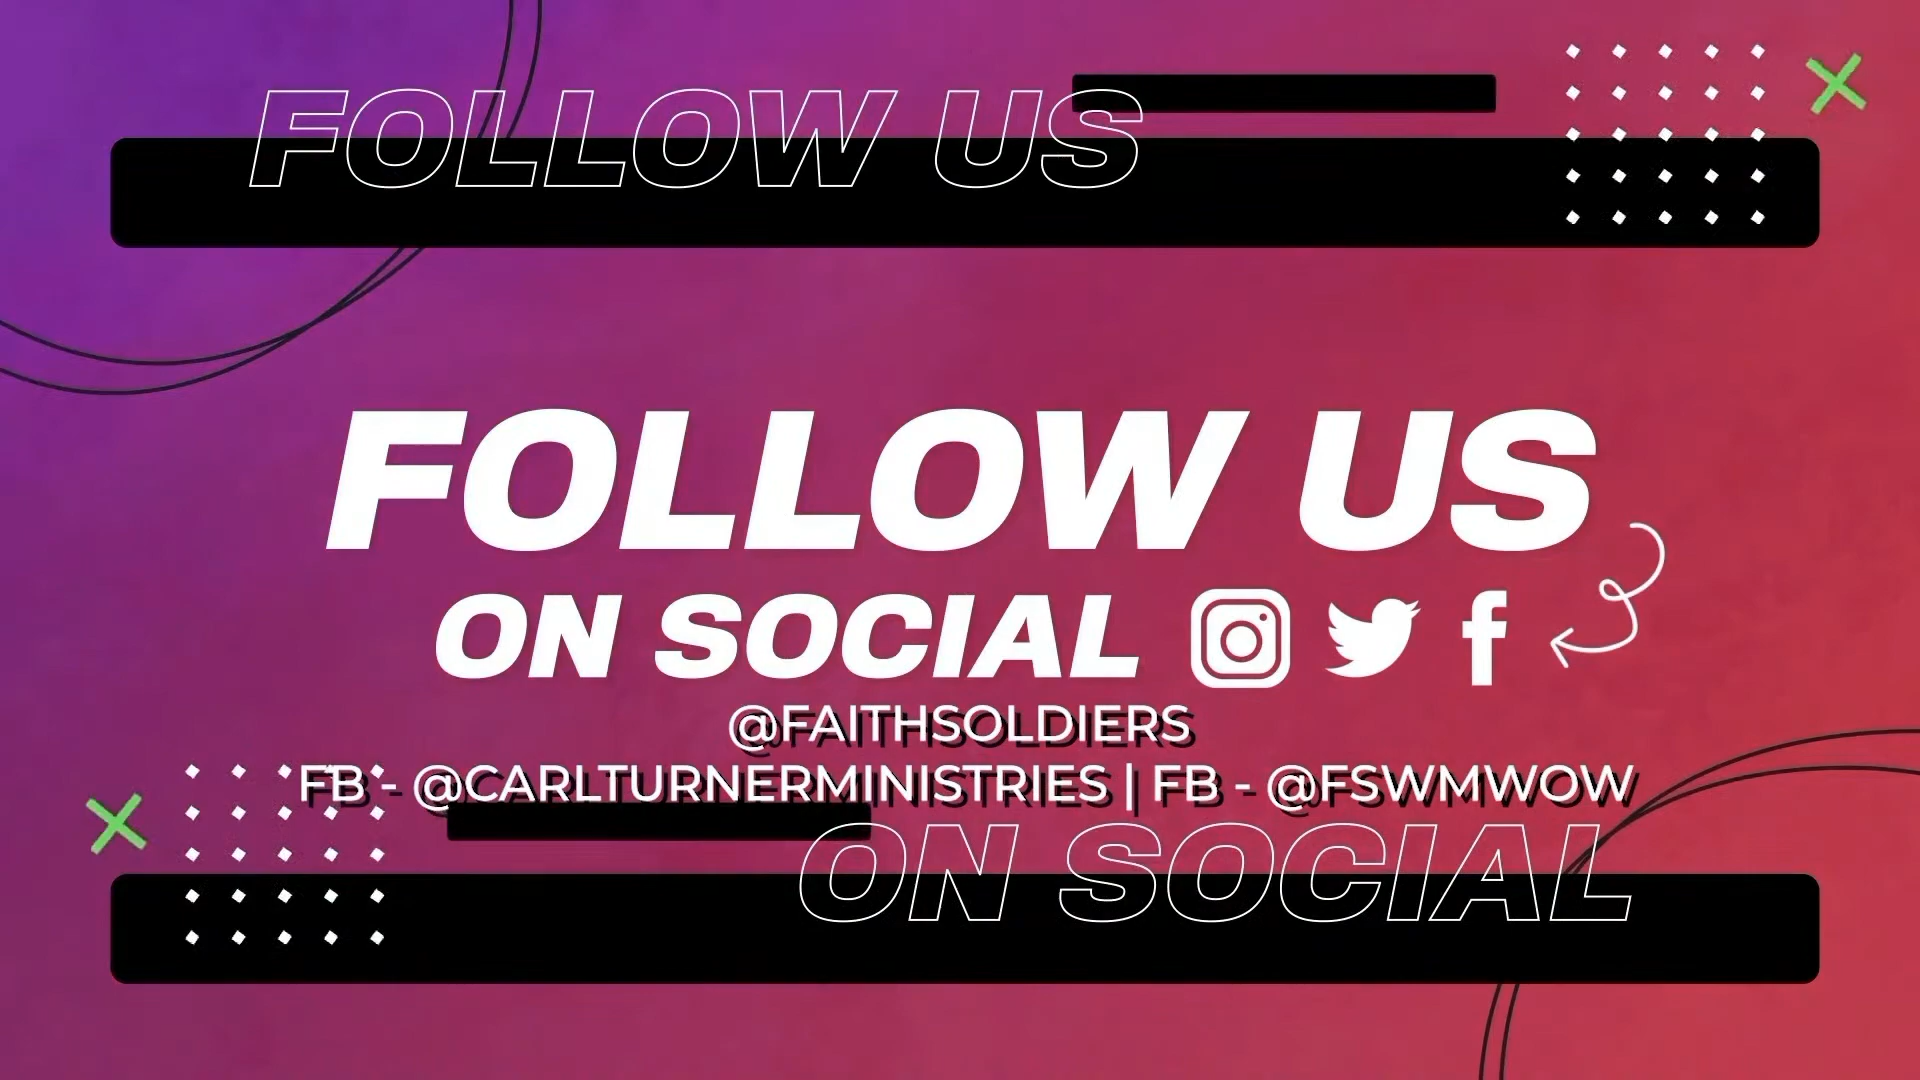 FOLLOW US
FOLLOW US
ON SOCIAL
@FAITHSOLDIERS
FB - @CARLTURNERMINISTRIES | FB - @FSWMWOW
ON SOCIAL